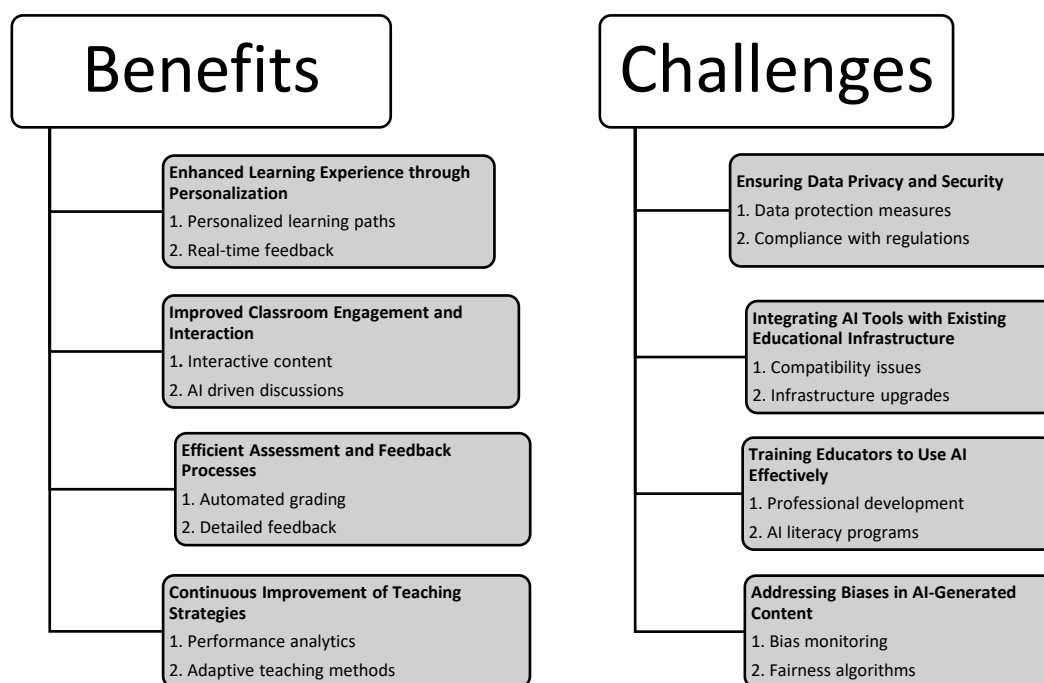 Benefits
Enhanced Learning Experience through
Personalization
1. Personalized learning paths
2. Real-time feedback
Improved Classroom Engagement and
Interaction
1. Interactive content
2. AI driven discussions
Efficient Assessment and Feedback
Processes
1. Automated grading
2. Detailed feedback
Continuous Improvement of Teaching
Strategies
1. Performance analytics
2. Adaptive teaching methods
Challenges
Ensuring Data Privacy and Security
1. Data protection measures
2. Compliance with regulations
Integrating AI Tools with Existing
Educational Infrastructure
1. Compatibility issues
2. Infrastructure upgrades
Training Educators to Use AI
Effectively
1. Professional development
2. AI literacy programs
Addressing Biases in AI-Generated
Content
1. Bias monitoring
2. Fairness algorithms